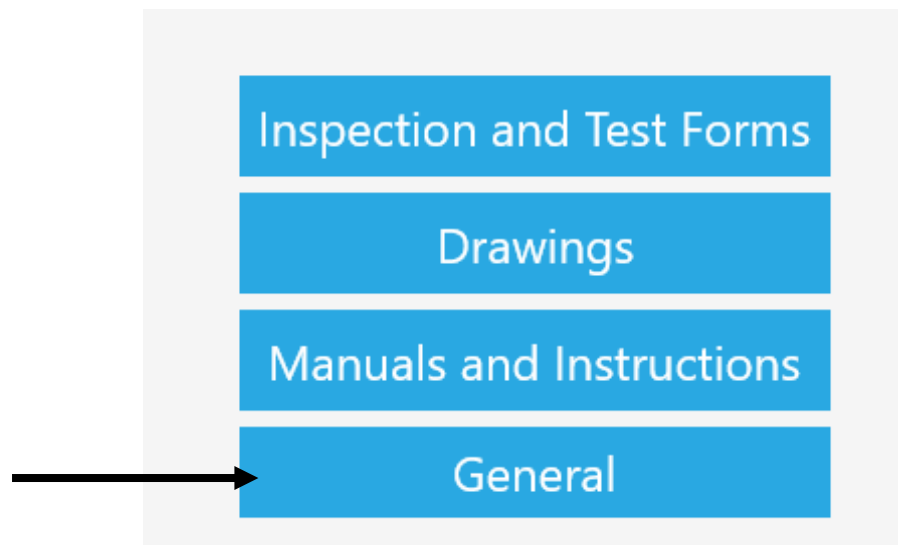 Inspection and Test Forms
Drawings
Manuals and Instructions
General